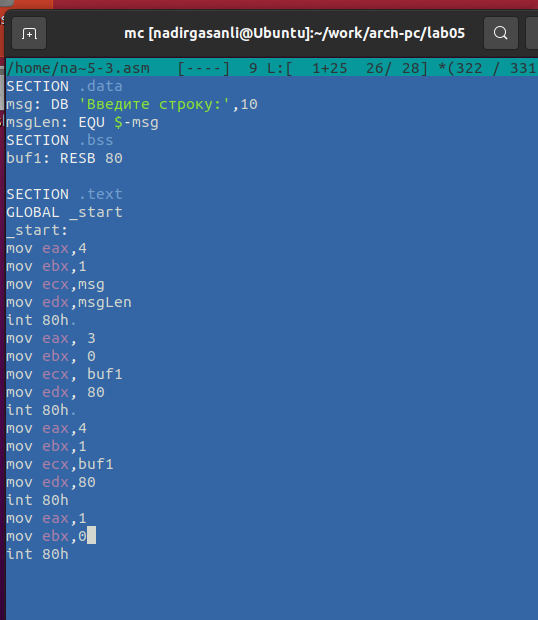 mc [nadirgasanli@Ubuntu]:~/work/arch-pc/lab05
/home/na~5-3.asm   [----]  9 L:[  1+25  26/ 28] *(322 / 331
SECTION .data
msg: DB 'Введите строку:',10
msgLen: EQU $-msg
SECTION .bss
buf1: RESB 80
SECTION .text
GLOBAL _start
_start:
mov eax,4
mov ebx,1
mov ecx,msg
mov edx,msgLen
int 80h.
mov eax, 3
mov ebx, 0
mov ecx, buf1
mov edx, 80
int 80h.
mov eax,4
mov ebx,1
mov ecx,buf1
mov edx,80
int 80h
mov eax,1
mov ebx,0
int 80h